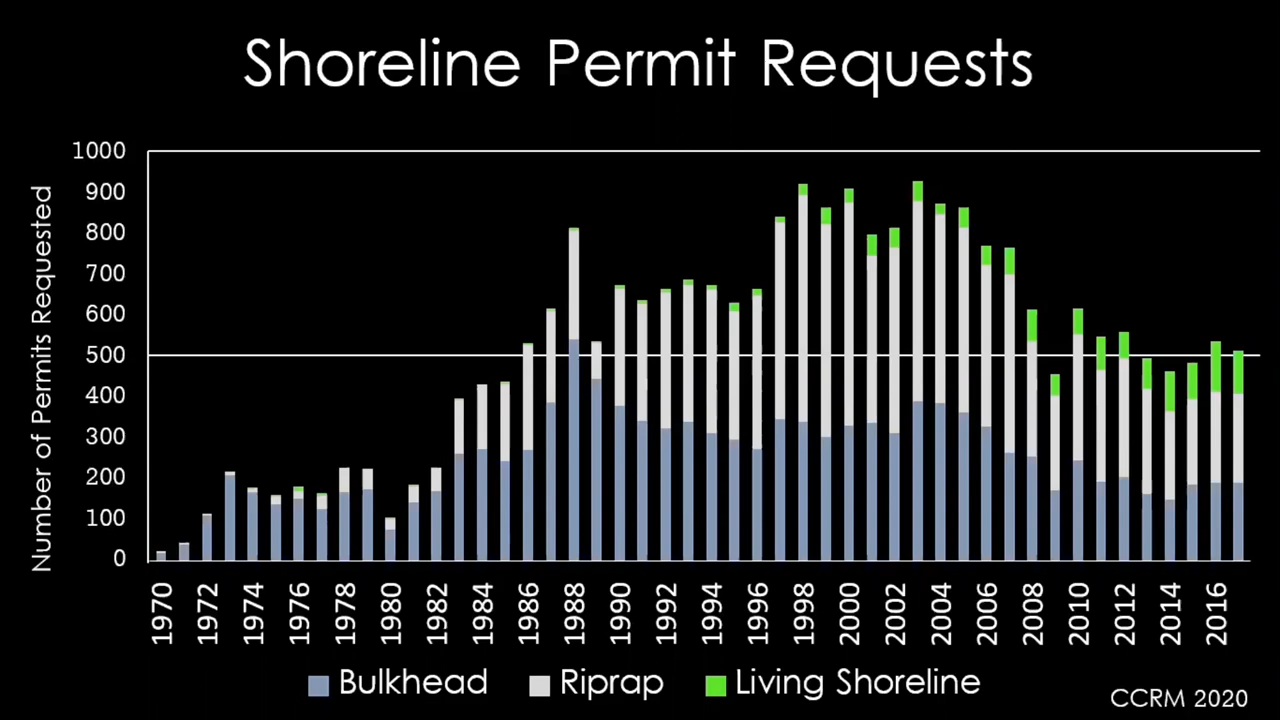 Shoreline Permit Requests
Number of Permits Requested
1000
900
800
700
600
500
400
300
200
100
0
1970 1972 1974 1976 1978 1980 1982 1984 1986 1988 1990 1992 1994 1996 1998 2000 2002 2004 2006 2008 2010 2012 2014 2016
Bulkhead Riprap Living Shoreline
CCRM 2020